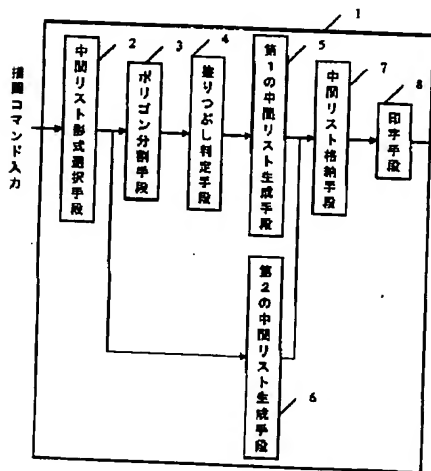 1
描画コマンド入力
2
中間リスト形式選択手段
3
ポリゴン分割手段
4
塗りつぶし判定手段
5
第1の中間リスト生成手段
7
中間リスト格納手段
8
印字手段
第2の中間リスト生成手段
6